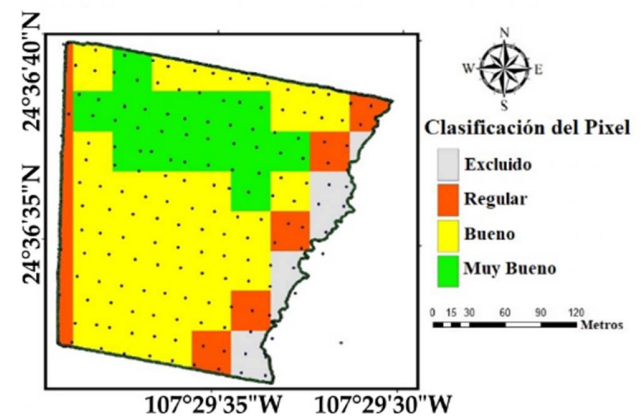 24°36'40"N
24°36'35"N
107°29'35"W
107°29'30"W
N
W
E
S
Clasificación del Pixel
Excluido
Regular
Bueno
Muy Bueno
0 15 30 60 90 120
Metros